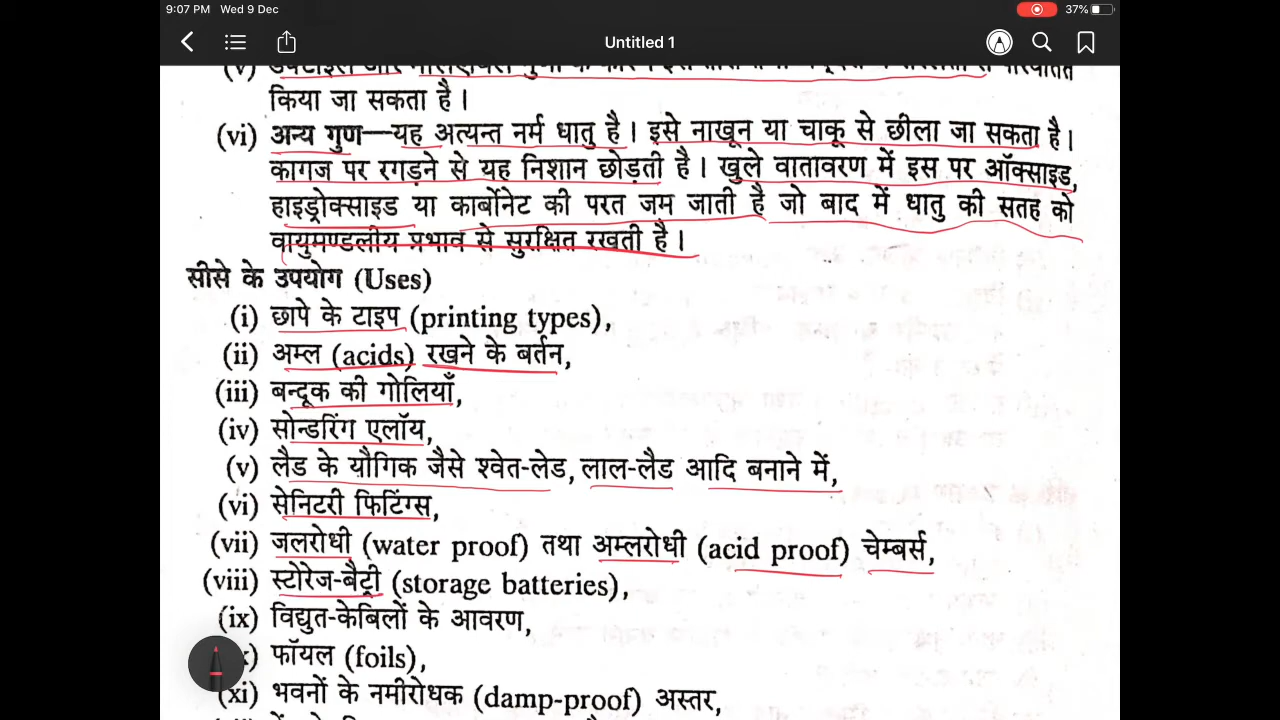 9:07 PM Wed 9 Dec
37%
Untitled 1
(v) डक्टाइल और
किया जा सकता है।
(vi) अन्य गुण—यह अत्यन्त नर्म धातु है। इसे नाखून या चाकू से छीला जा सकता है।
कागज पर रगड़ने से यह निशान छोड़ती है। खुले वातावरण में इस पर ऑक्साइड,
हाइड्रोक्साइड या कार्बोनेट की परत जम जाती है जो बाद में धातु की सतह को
वायुमण्डलीय प्रभाव से सुरक्षित रखती है।
सीसे के उपयोग (Uses)
(i) छापे के टाइप (printing types),
(ii) अम्ल (acids) रखने के बर्तन,
(iii) बन्दूक की गोलियाँ,
(iv) सोन्डरिंग एलॉय,
(v) लैड के यौगिक जैसे श्वेत-लेड, लाल-लैड आदि बनाने में,
(vi) सेनिटरी फिटिंग्स,
(vii) जलरोधी (water proof) तथा अम्लरोधी (acid proof) चेम्बर्स,
(viii) स्टोरेज-बैट्री (storage batteries),
(ix) विद्युत-केबिलों के आवरण,
(x) फॉयल (foils),
(xi) भवनों के नमीरोधक (damp-proof) अस्तर,